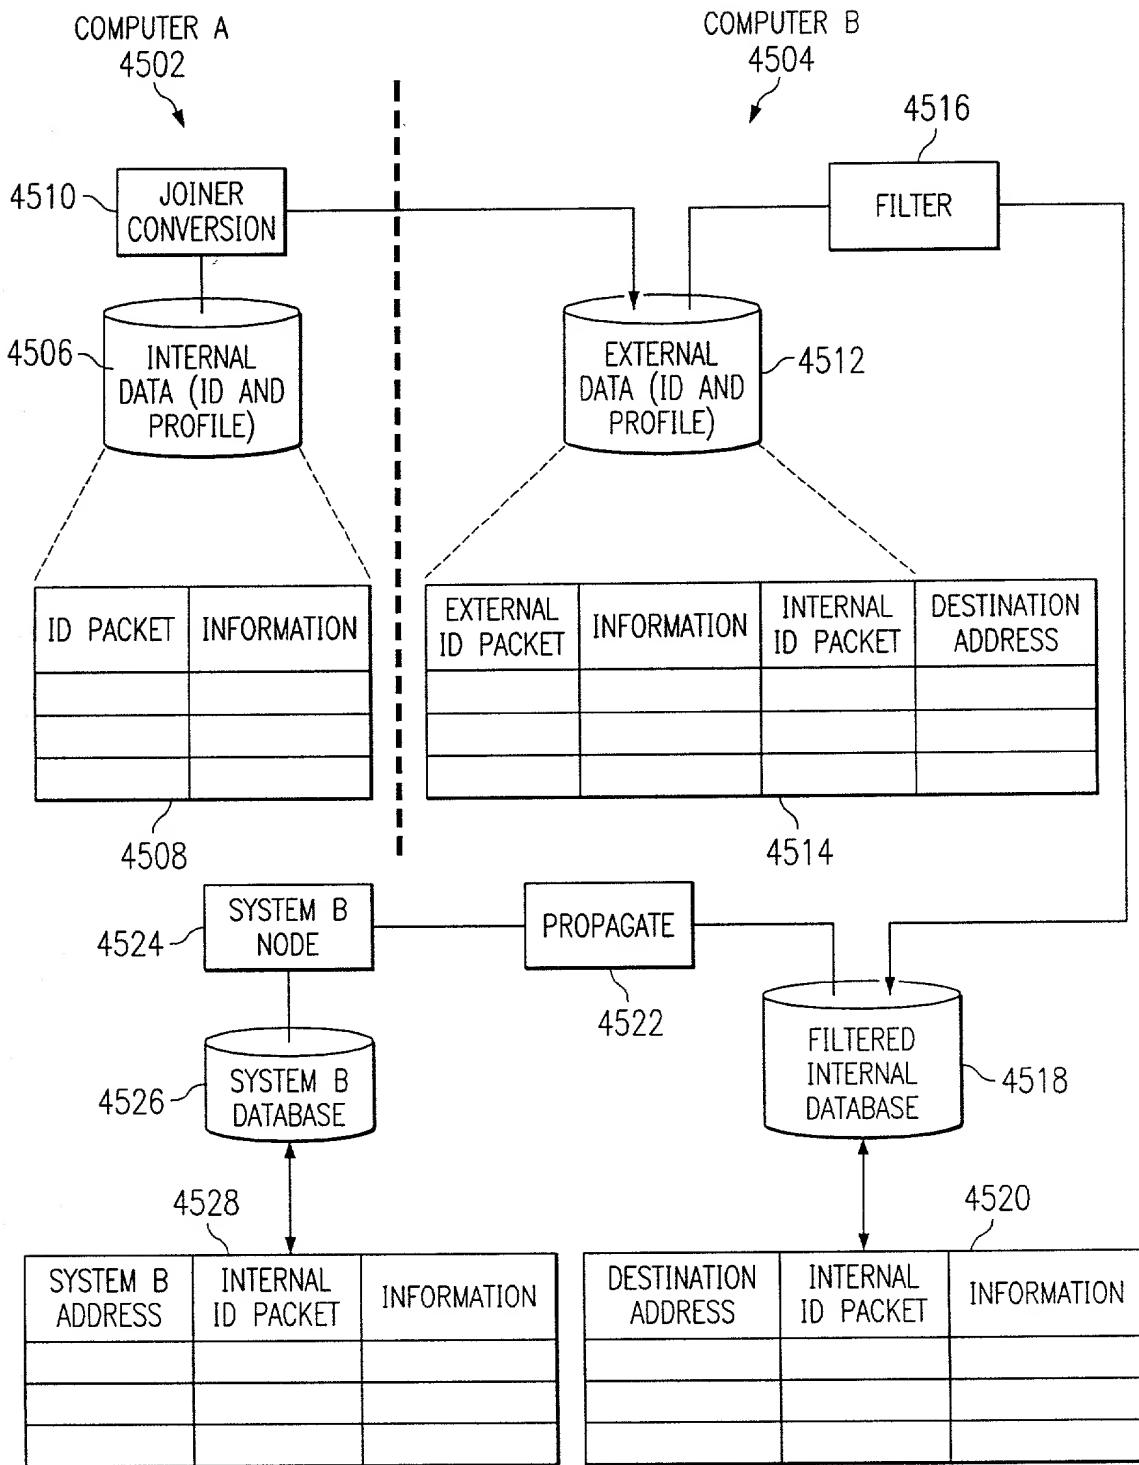 COMPUTER A
4502
COMPUTER B
4504
4516
4510
JOINER
CONVERSION
FILTER
4506
INTERNAL
DATA (ID AND
PROFILE)
EXTERNAL
DATA (ID AND
PROFILE)
4512
ID PACKET
INFORMATION
EXTERNAL
ID PACKET
INFORMATION
INTERNAL
ID PACKET
DESTINATION
ADDRESS
4508
4514
4524
SYSTEM B
NODE
PROPAGATE
4522
4526
SYSTEM B
DATABASE
FILTERED
INTERNAL
DATABASE
4518
4528
4520
SYSTEM B
ADDRESS
INTERNAL
ID PACKET
INFORMATION
DESTINATION
ADDRESS
INTERNAL
ID PACKET
INFORMATION